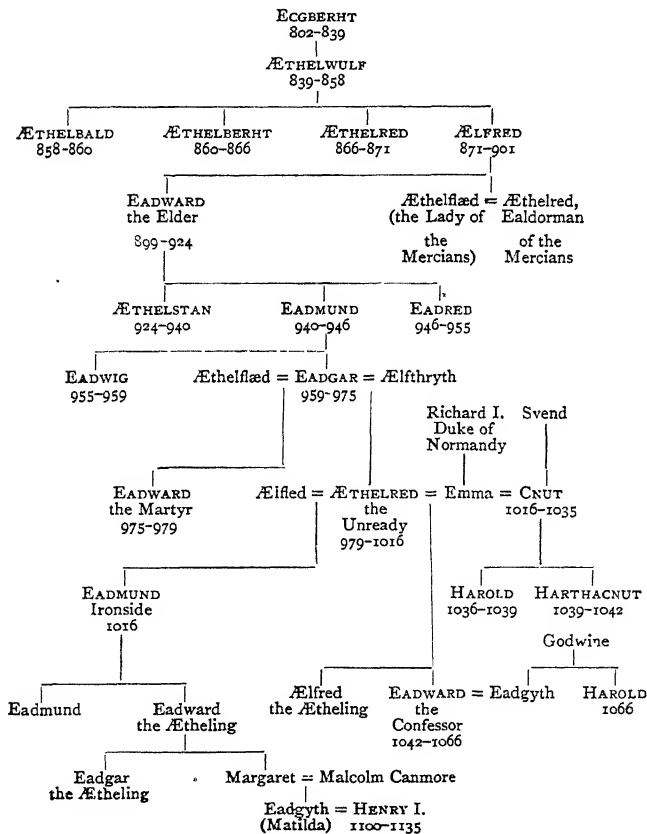 ECGBERHT
802–839
ÆTHELWULF
839–858
ÆTHELBALD ÆTHELBERHT ÆTHELRED ÆLFRED
858–860 860–866 866–871 871–901
EADWARD Æthelflæd = Æthelred,
the Elder (the Lady of Ealdorman
899–924 the of the
Mercians) Mercians
ÆTHELSTAN EADMUND EADRED
924–940 940–946 946–955
EADWIG Æthelflæd = EADGAR = Ælfthryth
955–959 959–975
Richard I. Svend
Duke of
Normandy
EADWARD Ælfled = ÆTHELRED = Emma = CNUT
the Martyr the 1016–1035
975–979 Unready
979–1016
EADMUND HAROLD HARTHACNUT
Ironside 1036–1039 1039–1042
1016
Godwine
Eadmund Eadward Ælfred EADWARD = Eadgyth HAROLD
the Ætheling the Ætheling the 1066
Confessor
1042–1066
Eadgar Margaret = Malcolm Canmore
the Ætheling
Eadgyth = HENRY I.
(Matilda) 1100–1135